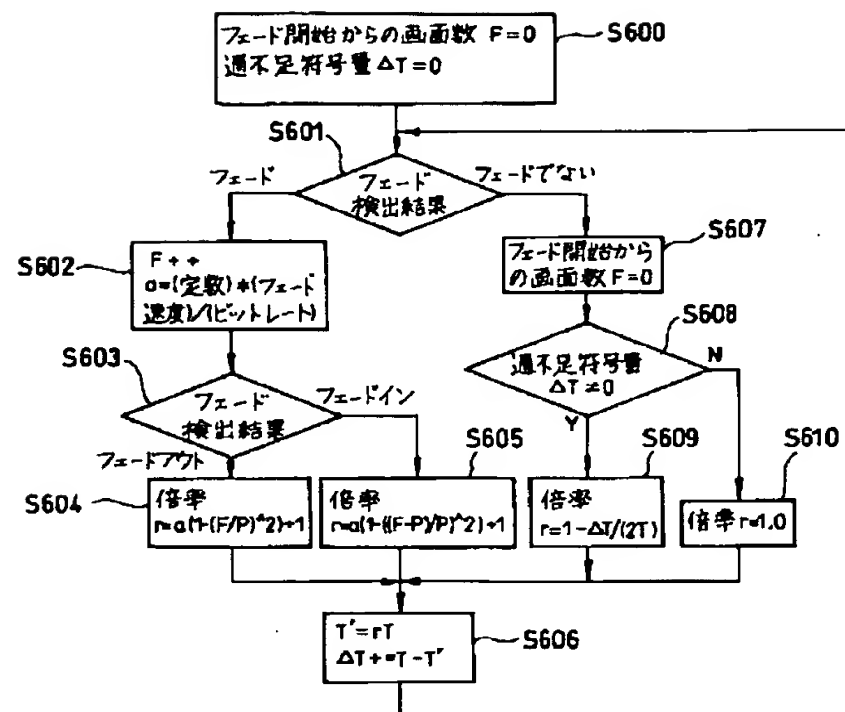 フェード開始からの画面数 F=0
過不足符号量 ΔT=0
S600
S601
フェード
検出結果
フェード
フェードでない
S602
F++
a=(定数)*(フェード
速度)/(ビットレート)
S607
フェード開始から
の画面数 F=0
S603
フェード
検出結果
フェードアウト
フェードイン
S608
過不足符号量
ΔT≠0
N
Y
S604
倍率
r=a(1-(F/P)^2)+1
S605
倍率
r=a(1-((F-P)/P)^2)+1
S609
倍率
r=1-ΔT/(2T)
S610
倍率 r=1.0
T'=rT
ΔT+=T-T'
S606